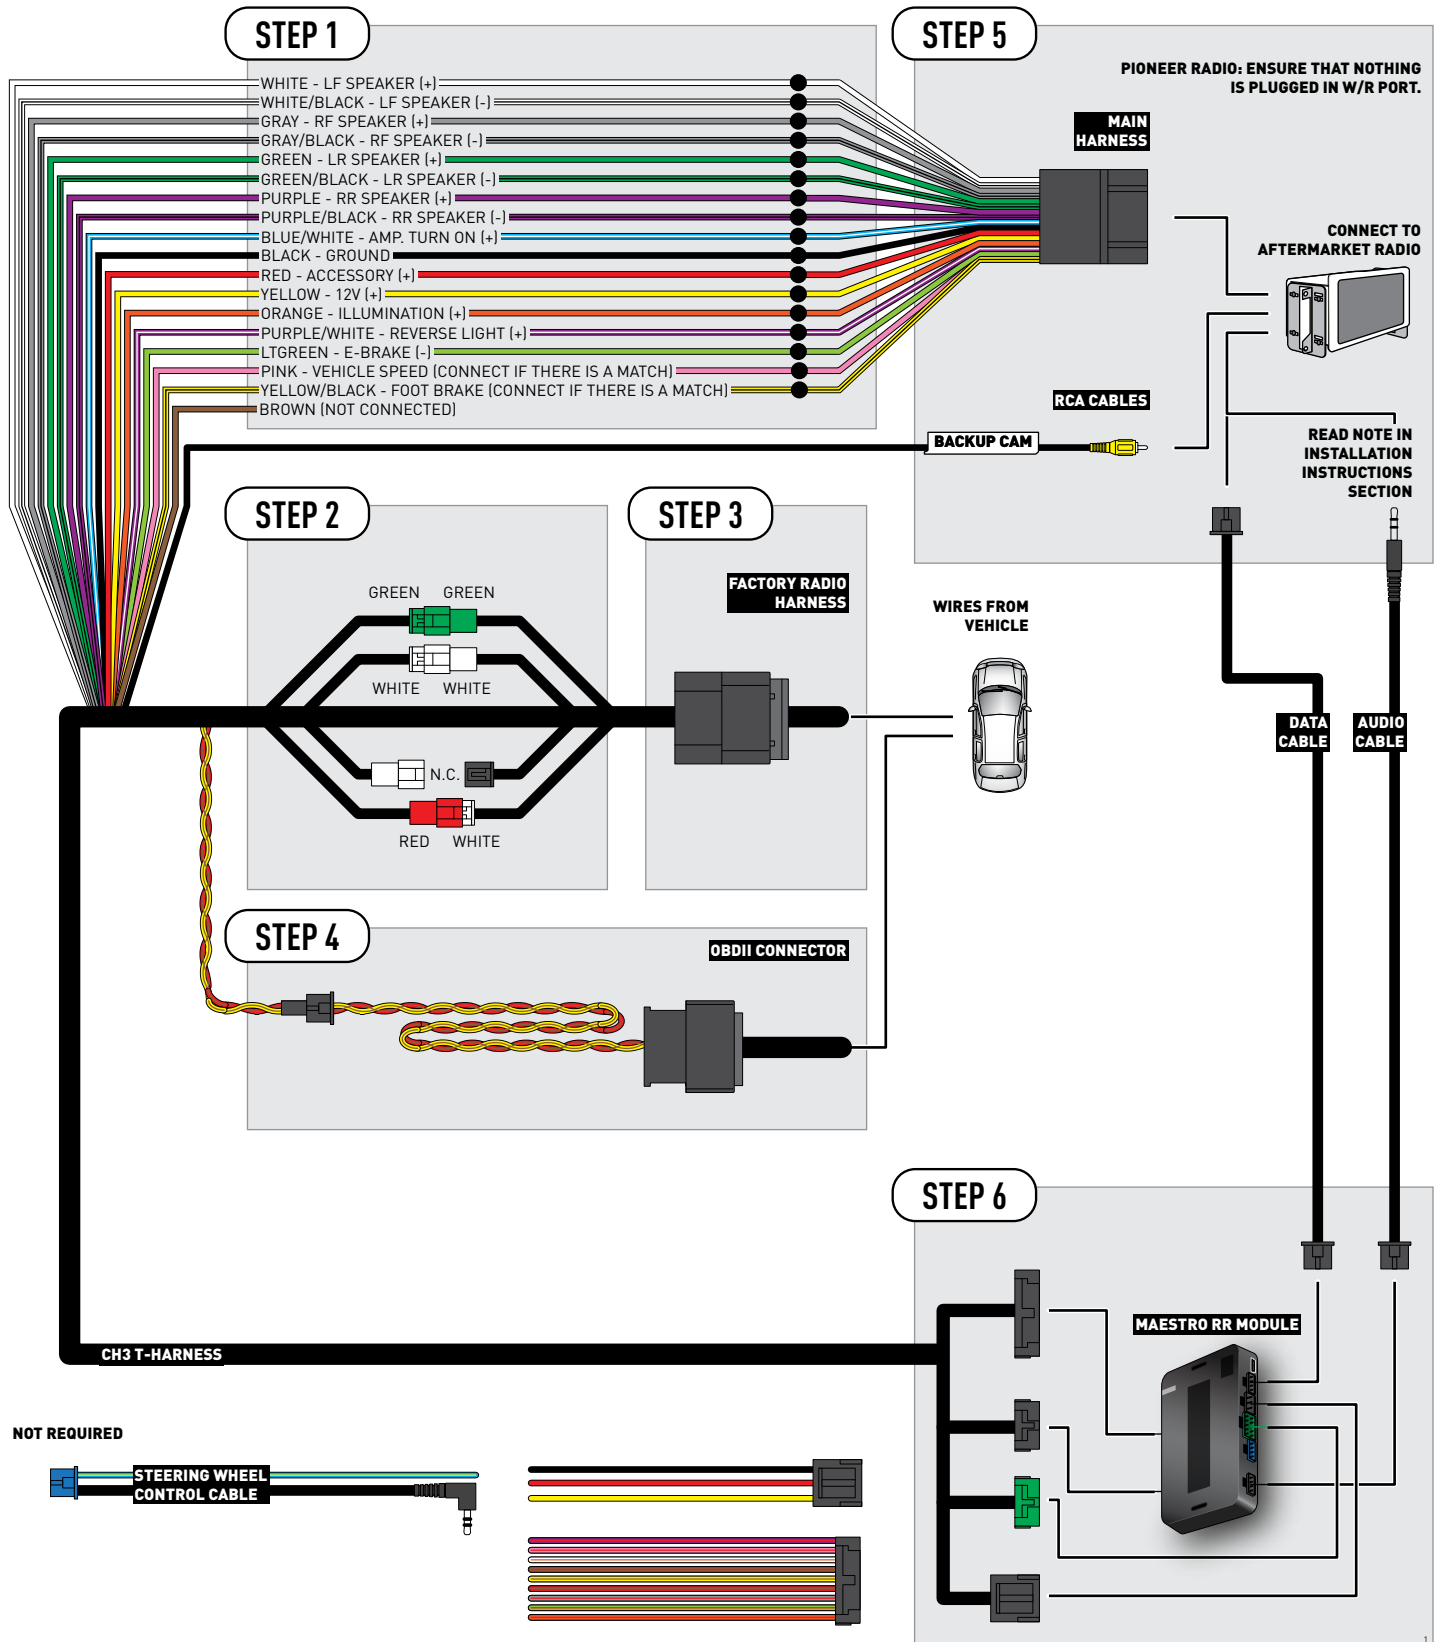 STEP 1
WHITE - LF SPEAKER (+)
WHITE/BLACK - LF SPEAKER (-)
GRAY - RF SPEAKER (+)
GRAY/BLACK - RF SPEAKER (-)
GREEN - LR SPEAKER (+)
GREEN/BLACK - LR SPEAKER (-)
PURPLE - RR SPEAKER (+)
PURPLE/BLACK - RR SPEAKER (-)
BLUE/WHITE - AMP. TURN ON (+)
BLACK - GROUND
RED - ACCESSORY (+)
YELLOW - 12V (+)
ORANGE - ILLUMINATION (+)
PURPLE/WHITE - REVERSE LIGHT (+)
LTGREEN - E-BRAKE (-)
PINK - VEHICLE SPEED (CONNECT IF THERE IS A MATCH)
YELLOW/BLACK - FOOT BRAKE (CONNECT IF THERE IS A MATCH)
BROWN (NOT CONNECTED)
STEP 5
PIONEER RADIO: ENSURE THAT NOTHING
IS PLUGGED IN W/R PORT.
MAIN
HARNESS
CONNECT TO
AFTERMARKET RADIO
RCA CABLES
BACKUP CAM
READ NOTE IN
INSTALLATION
INSTRUCTIONS
SECTION
STEP 2
GREEN GREEN
WHITE WHITE
N.C.
RED WHITE
STEP 3
FACTORY RADIO
HARNESS
WIRES FROM
VEHICLE
DATA
CABLE
AUDIO
CABLE
STEP 4
OBDII CONNECTOR
STEP 6
MAESTRO RR MODULE
CH3 T-HARNESS
NOT REQUIRED
STEERING WHEEL
CONTROL CABLE
1